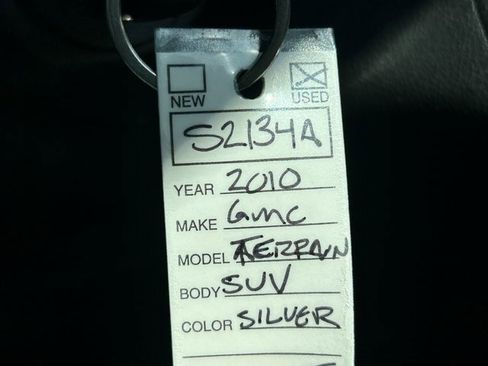 NEW USED
S2134A
YEAR 2010
MAKE GMC
MODEL TERRAIN
BODY SUV
COLOR SILVER